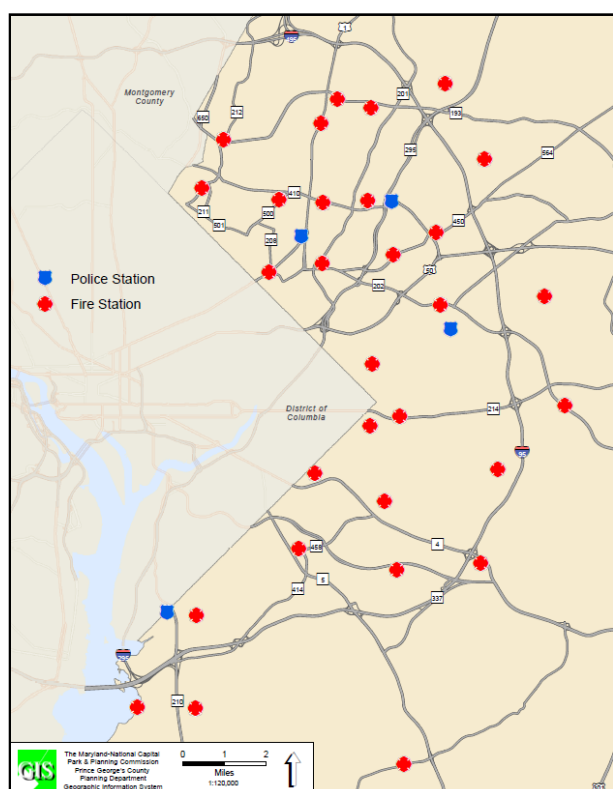 1
495
Montgomery
County
201
193
212
650
295
564
410
211
500
450
501
208
50
202
Police Station
Fire Station
District of
Columbia
214
95
458
4
5
414
337
210
GIS
The Maryland-National Capital
Park & Planning Commission
Prince George's County
Planning Department
Geographic Information System
0 1 2
Miles
1:120,000